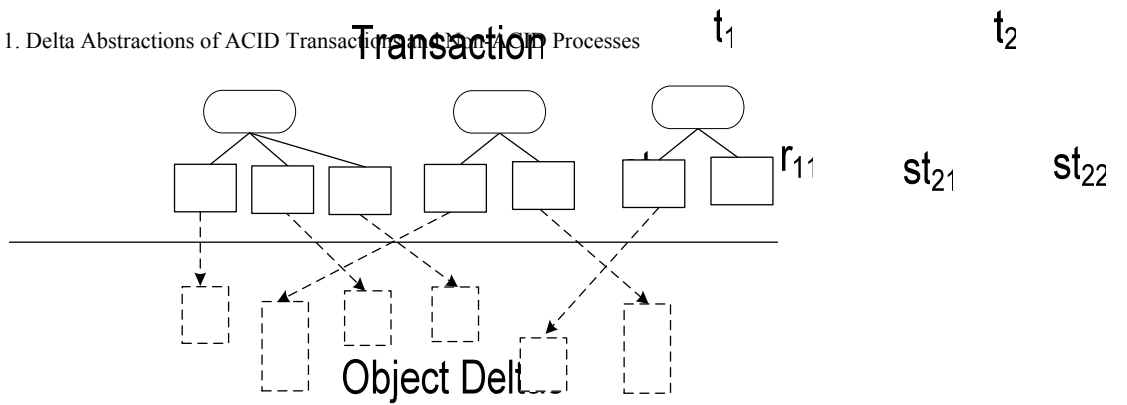 t1
t2
1. Delta Abstractions of ACID Transactions and Non-ACID Processes
Transaction
r11
st21
st22
Object Deltas